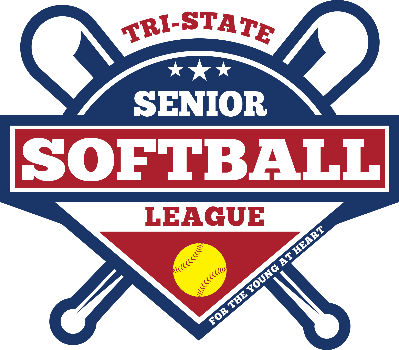 TRI-STATE
SENIOR
SOFTBALL
LEAGUE
FOR THE YOUNG AT HEART